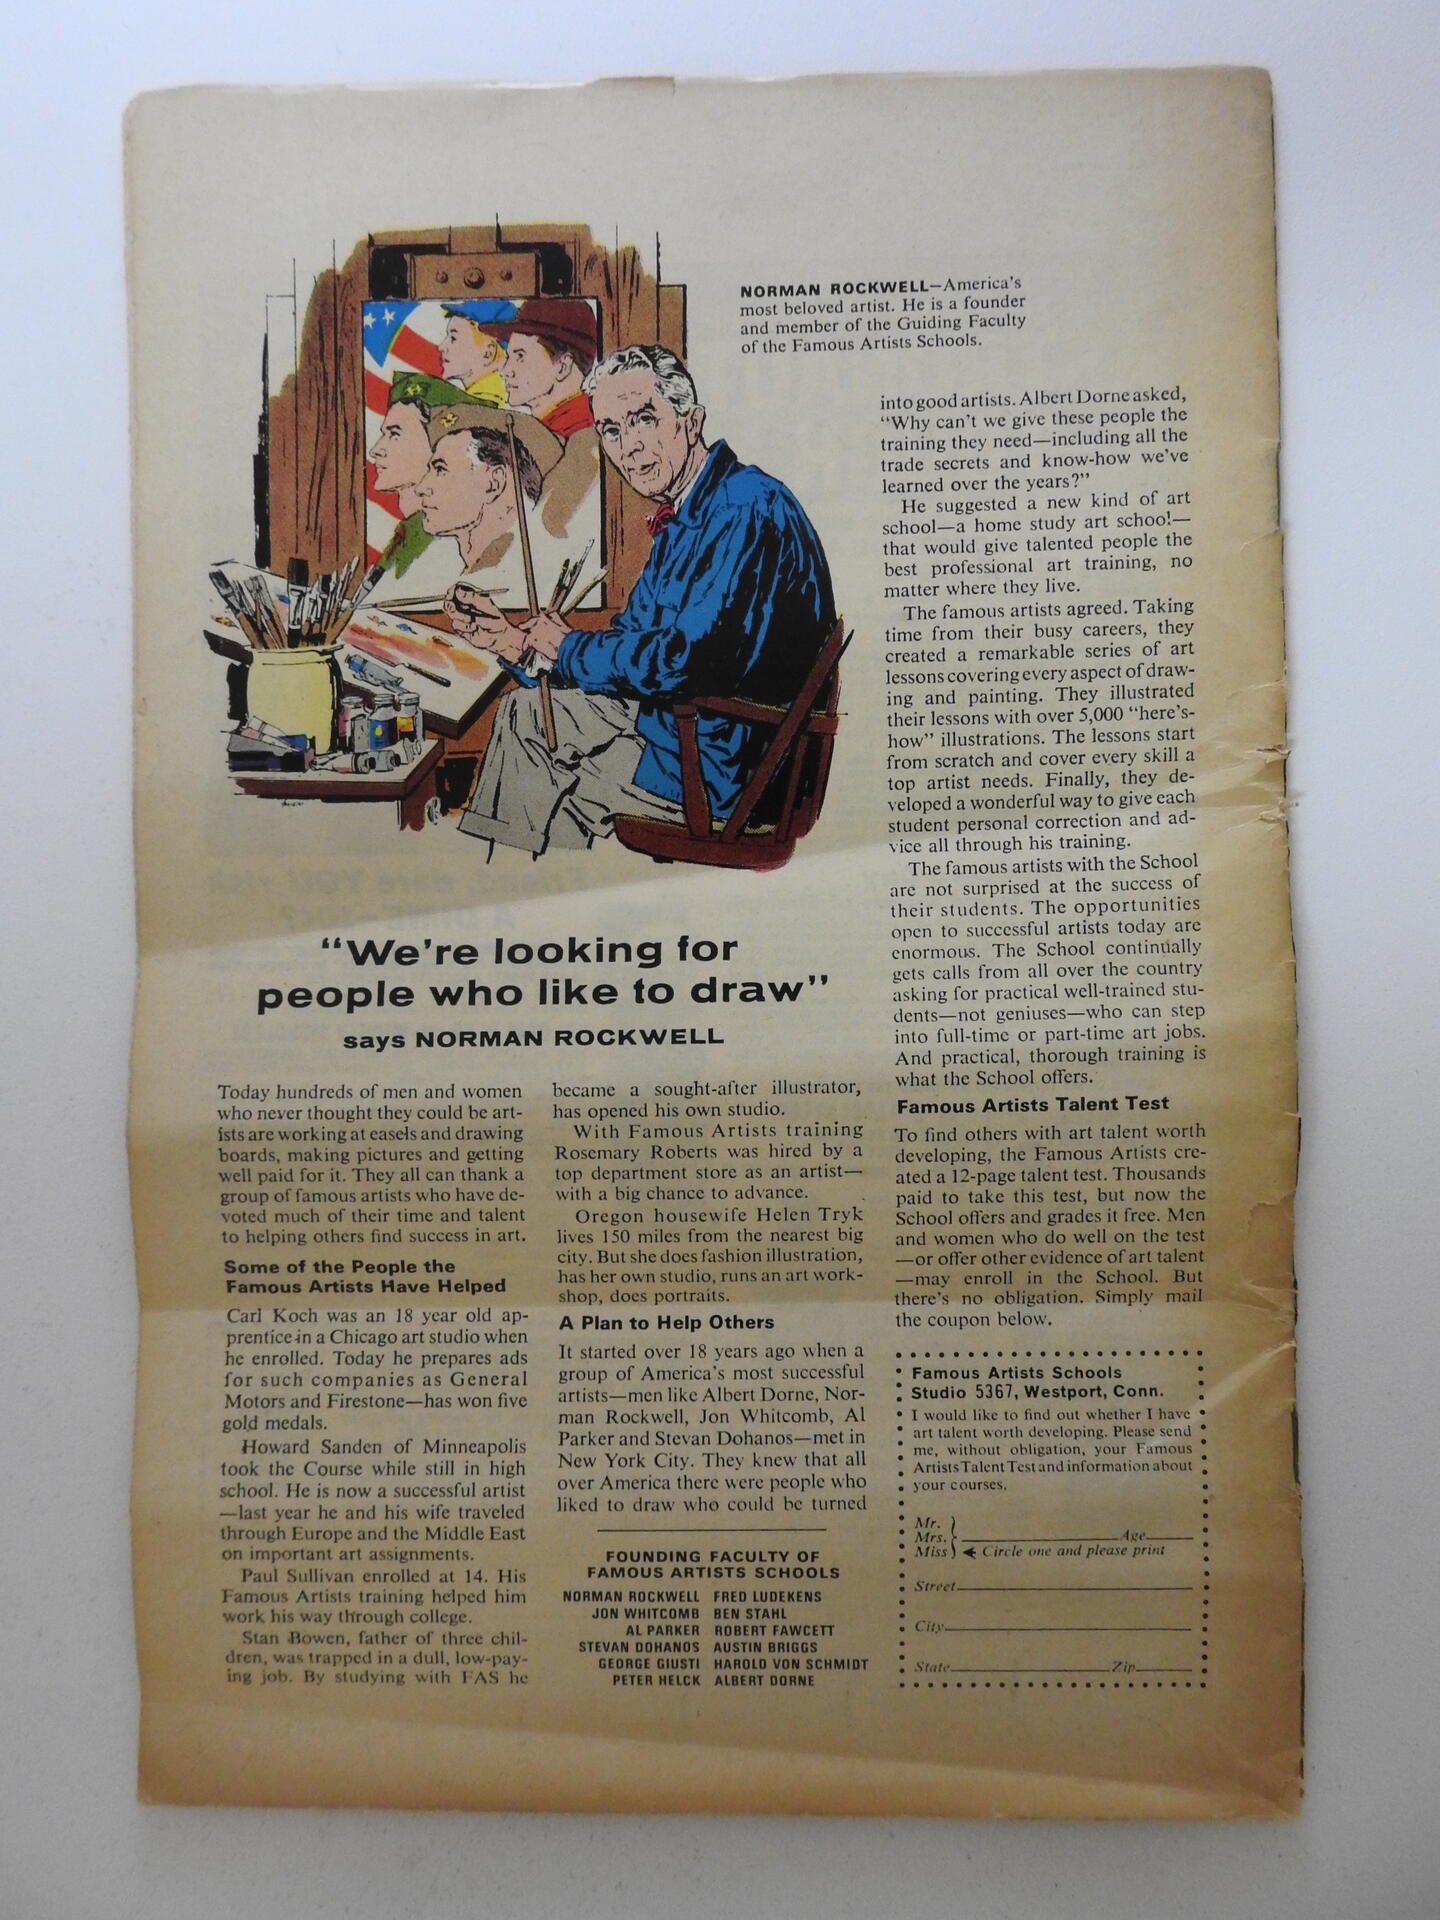 NORMAN ROCKWELL—America's
most beloved artist. He is a founder
and member of the Guiding Faculty
of the Famous Artists Schools.
"We're looking for
people who like to draw"
says NORMAN ROCKWELL
Today hundreds of men and women
who never thought they could be art-
ists are working at easels and drawing
boards, making pictures and getting
well paid for it. They all can thank a
group of famous artists who have de-
voted much of their time and talent
to helping others find success in art.
Some of the People the
Famous Artists Have Helped
Carl Koch was an 18 year old ap-
prentice in a Chicago art studio when
he enrolled. Today he prepares ads
for such companies as General
Motors and Firestone—has won five
gold medals.
Howard Sanden of Minneapolis
took the Course while still in high
school. He is now a successful artist
—last year he and his wife traveled
through Europe and the Middle East
on important art assignments.
Paul Sullivan enrolled at 14. His
Famous Artists training helped him
work his way through college.
Stan Bowen, father of three chil-
dren, was trapped in a dull, low-pay-
ing job. By studying with FAS he
became a sought-after illustrator,
has opened his own studio.
With Famous Artists training
Rosemary Roberts was hired by a
top department store as an artist—
with a big chance to advance.
Oregon housewife Helen Tryk
lives 150 miles from the nearest big
city. But she does fashion illustration,
has her own studio, runs an art work-
shop, does portraits.
A Plan to Help Others
It started over 18 years ago when a
group of America's most successful
artists—men like Albert Dorne, Nor-
man Rockwell, Jon Whitcomb, Al
Parker and Stevan Dohanos—met in
New York City. They knew that all
over America there were people who
liked to draw who could be turned
into good artists. Albert Dorne asked,
"Why can't we give these people the
training they need—including all the
trade secrets and know-how we've
learned over the years?"
He suggested a new kind of art
school—a home study art school—
that would give talented people the
best professional art training, no
matter where they live.
The famous artists agreed. Taking
time from their busy careers, they
created a remarkable series of art
lessons covering every aspect of draw-
ing and painting. They illustrated
their lessons with over 5,000 "here's-
how" illustrations. The lessons start
from scratch and cover every skill a
top artist needs. Finally, they de-
veloped a wonderful way to give each
student personal correction and ad-
vice all through his training.
The famous artists with the School
are not surprised at the success of
their students. The opportunities
open to successful artists today are
enormous. The School continually
gets calls from all over the country
asking for practical well-trained stu-
dents—not geniuses—who can step
into full-time or part-time art jobs.
And practical, thorough training is
what the School offers.
Famous Artists Talent Test
To find others with art talent worth
developing, the Famous Artists cre-
ated a 12-page talent test. Thousands
paid to take this test, but now the
School offers and grades it free. Men
and women who do well on the test
—or offer other evidence of art talent
—may enroll in the School. But
there's no obligation. Simply mail
the coupon below.
FOUNDING FACULTY OF
FAMOUS ARTISTS SCHOOLS
NORMAN ROCKWELL FRED LUDEKENS
JON WHITCOMB BEN STAHL
AL PARKER ROBERT FAWCETT
STEVAN DOHANOS AUSTIN BRIGGS
GEORGE GIUSTI HAROLD VON SCHMIDT
PETER HELCK ALBERT DORNE
Famous Artists Schools
Studio 5367, Westport, Conn.
I would like to find out whether I have
art talent worth developing. Please send
me, without obligation, your Famous
Artists Talent Test and information about
your courses.
Mr.
Mrs. Age
Miss Circle one and please print
Street
City
State Zip